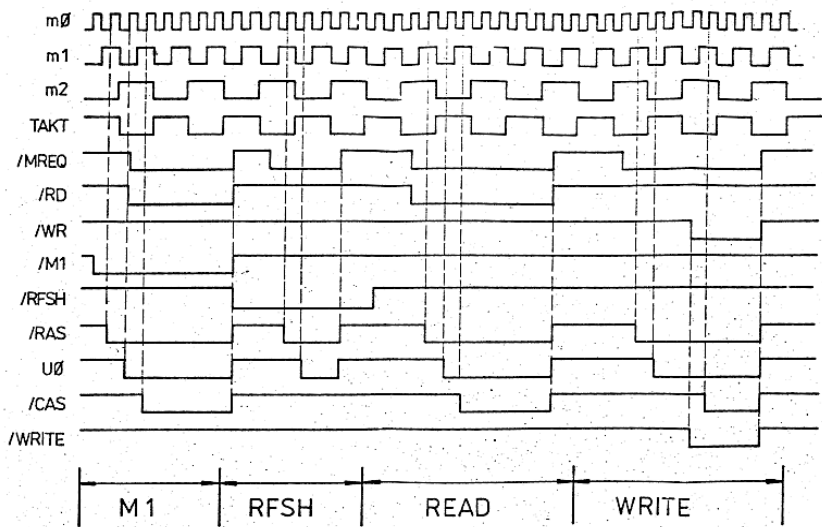 mØ
m1
m2
TAKT
/MREQ
/RD
/WR
/M1
/RFSH
/RAS
UØ
/CAS
/WRITE
M1 RFSH READ WRITE